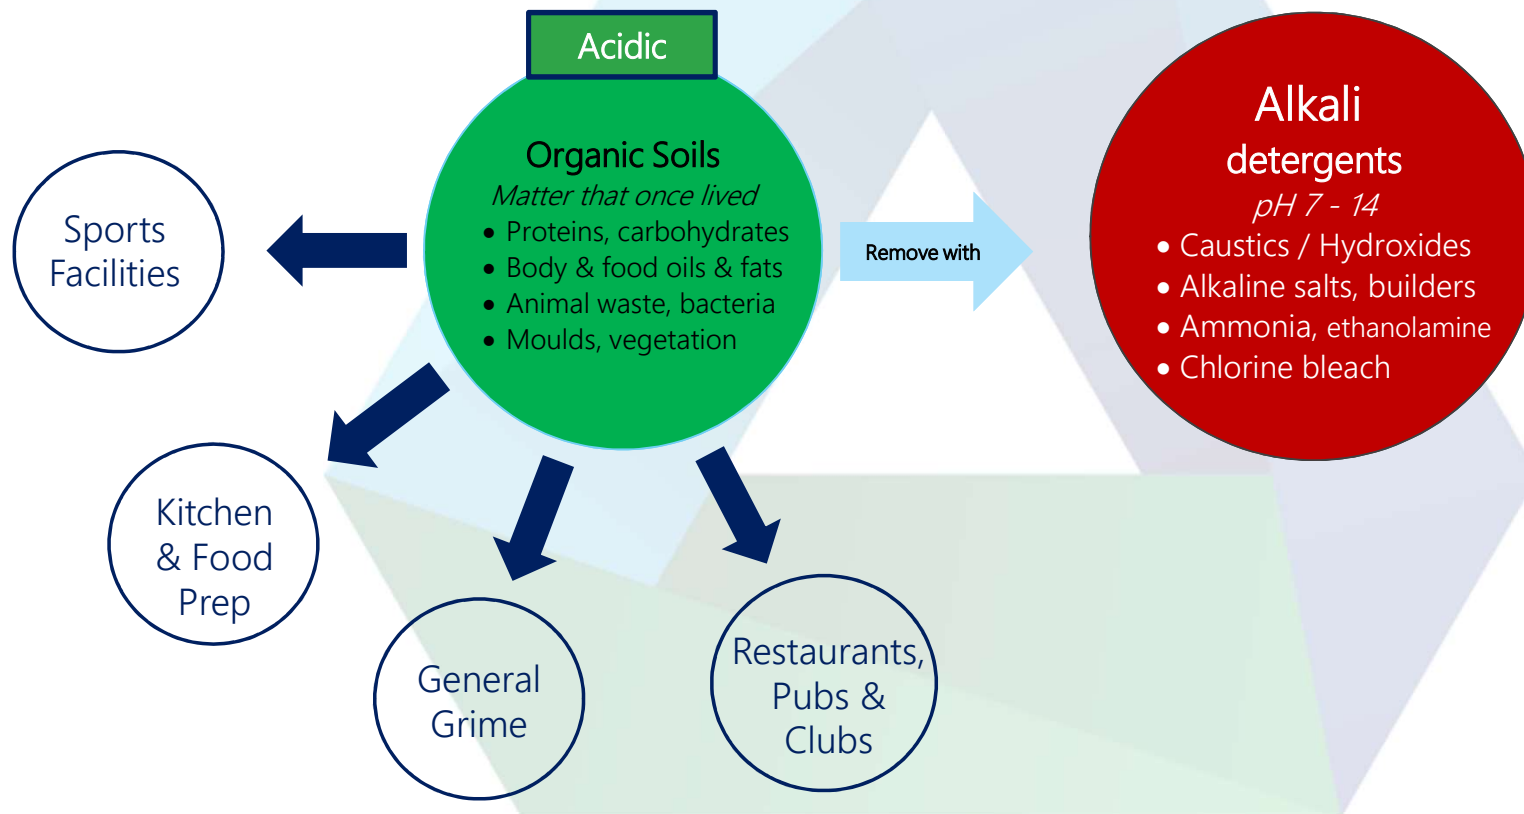 Acidic
Organic Soils
Matter that once lived
• Proteins, carbohydrates
• Body & food oils & fats
• Animal waste, bacteria
• Moulds, vegetation
Remove with
Alkali
detergents
pH 7 - 14
• Caustics / Hydroxides
• Alkaline salts, builders
• Ammonia, ethanolamine
• Chlorine bleach
Sports
Facilities
Kitchen
& Food
Prep
General
Grime
Restaurants,
Pubs &
Clubs